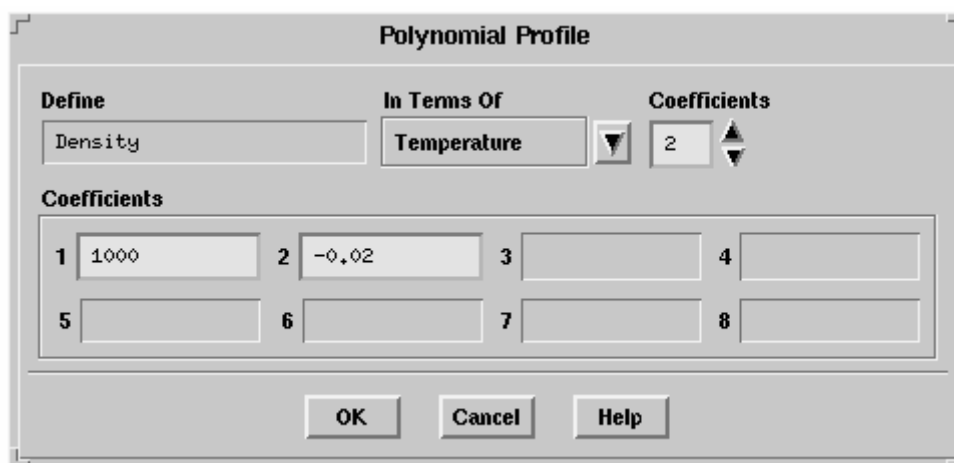 Polynomial Profile
Define In Terms Of Coefficients
Density Temperature 2
Coefficients
1 1000 2 -0.02 3 4
5 6 7 8
OK Cancel Help